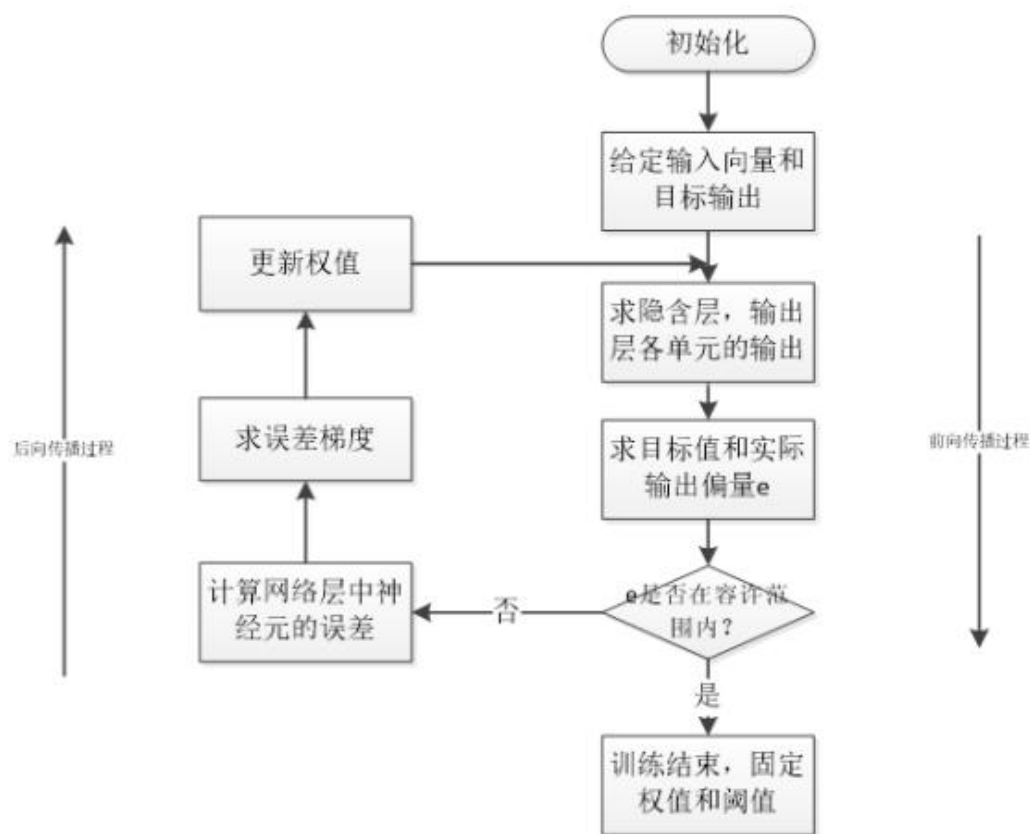 初始化
给定输入向量和
目标输出
更新权值
求隐含层，输出
层各单元的输出
求误差梯度
后向传播过程
求目标值和实际
输出偏量e
前向传播过程
计算网络层中神
经元的误差
否
e是否在容许范
围内？
是
训练结束，固定
权值和阈值